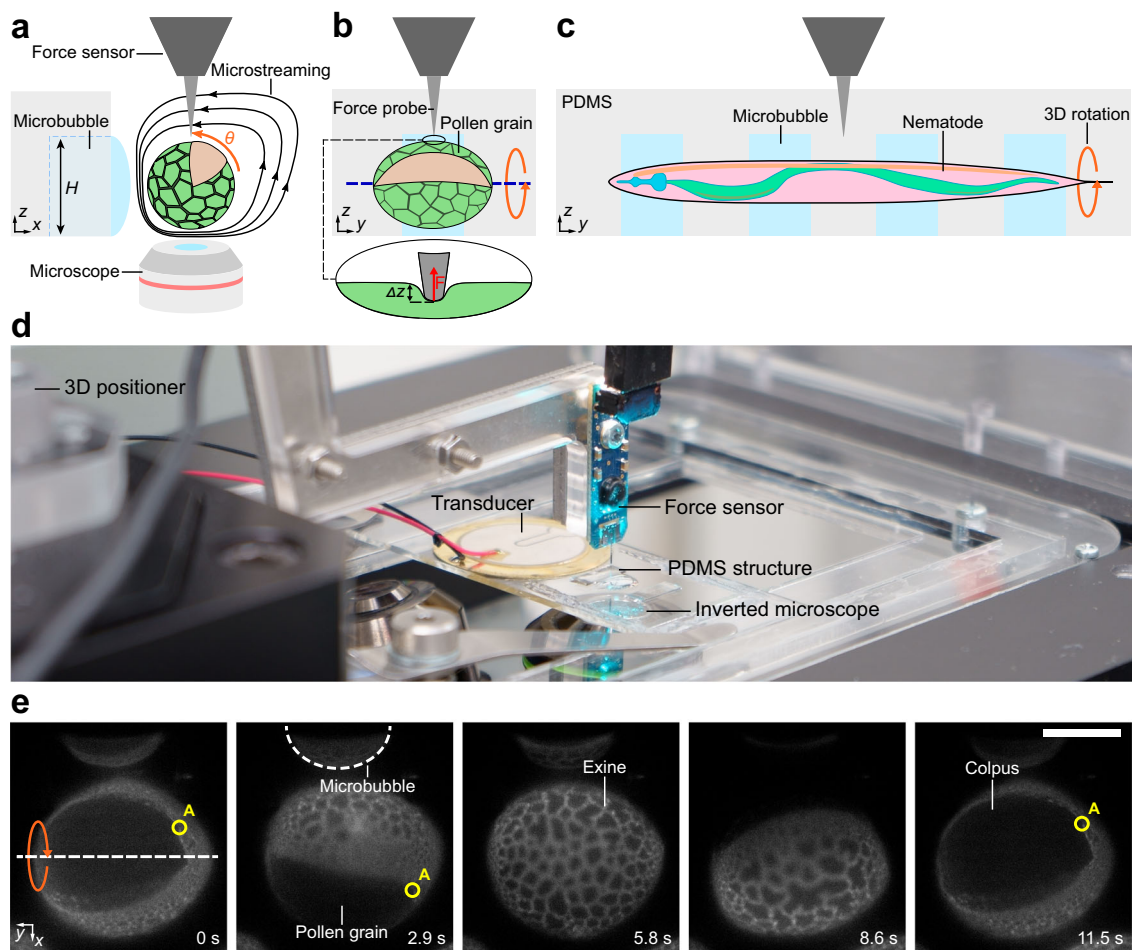 a
Force sensor
Microstreaming
Microbubble
θ
H
z
x
Microscope
b
Force probe
Pollen grain
z
y
F
Δz
c
PDMS
Microbubble
Nematode
3D rotation
z
y
d
3D positioner
Transducer
Force sensor
PDMS structure
Inverted microscope
e
A
y
x
0 s
Microbubble
A
Pollen grain
2.9 s
Exine
5.8 s
8.6 s
Colpus
A
11.5 s